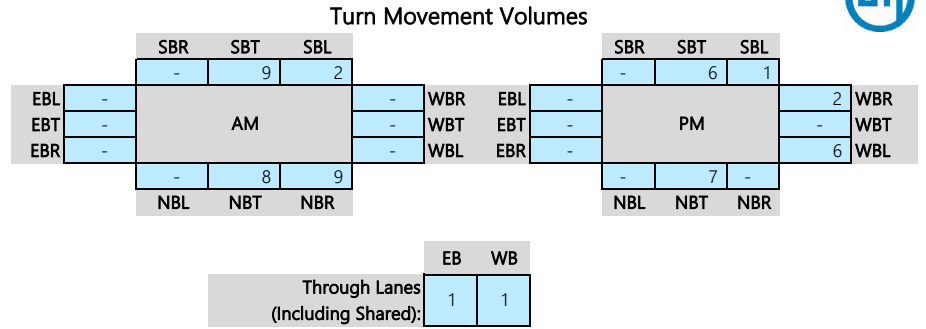 Turn Movement Volumes
SBR SBT SBL SBR SBT SBL
- 9 2 - 6 1
EBL - - WBR EBL - 2 WBR
EBT - AM - WBT EBT - PM - WBT
EBR - - WBL EBR - 6 WBL
- 8 9 - 7 -
NBL NBT NBR NBL NBT NBR
EB WB
Through Lanes
(Including Shared): 1 1